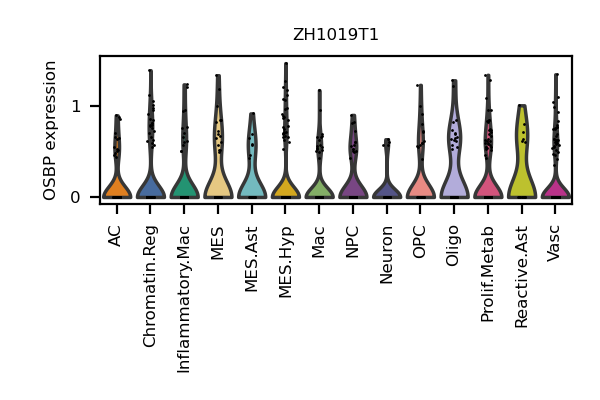 ZH1019T1
OSBP expression
1
0
AC
Chromatin.Reg
Inflammatory.Mac
MES
MES.Ast
MES.Hyp
Mac
NPC
Neuron
OPC
Oligo
Prolif.Metab
Reactive.Ast
Vasc